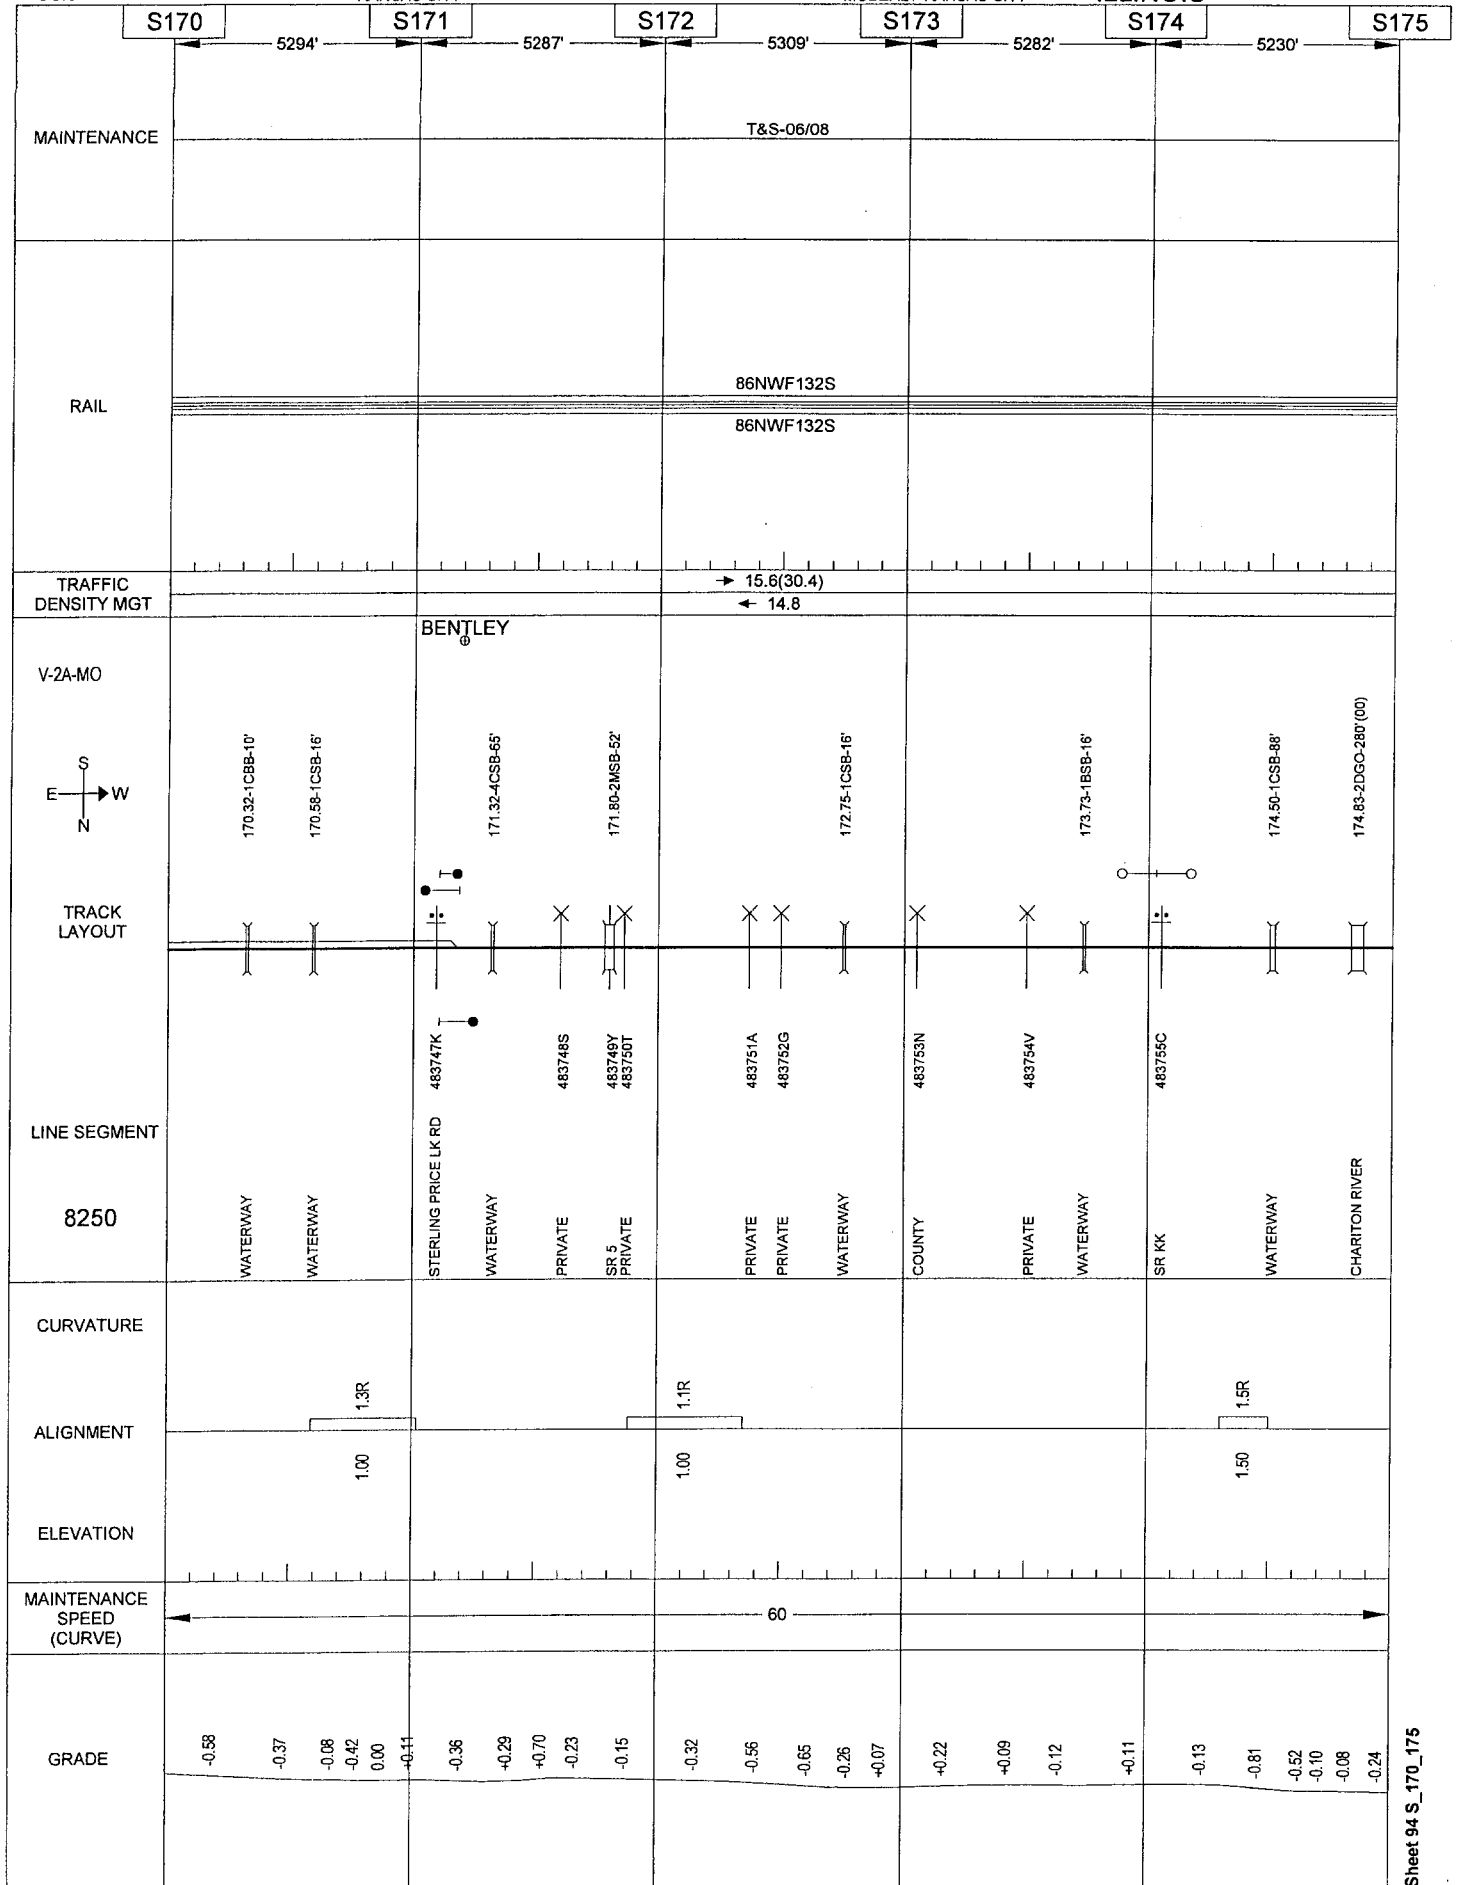 ILLINOIS
S170 S171 S172 S173 S174 S175
5294' 5287' 5309' 5282' 5230'
MAINTENANCE
T&S-06/08
86NWF132S
RAIL
86NWF132S
TRAFFIC
DENSITY MGT
15.6(30.4)
14.8
BENTLEY
V-2A-MO
S
E W
N
170.32-1CBB-10'
170.58-1CSB-16'
171.32-4CSB-65'
171.80-2MSB-52'
172.75-1CSB-16'
173.73-1BSB-16'
174.50-1CSB-88'
174.83-2DGO-280'(00)
TRACK
LAYOUT
483747K
483748S
483749Y
483750T
483751A
483752G
483753N
483754V
483755C
LINE SEGMENT
8250
WATERWAY
WATERWAY
STERLING PRICE LK RD
WATERWAY
PRIVATE
SR 5
PRIVATE
PRIVATE
PRIVATE
WATERWAY
COUNTY
PRIVATE
WATERWAY
SR KK
WATERWAY
CHARITON RIVER
CURVATURE
1.3R
1.1R
1.5R
ALIGNMENT
1.00
1.00
1.50
ELEVATION
MAINTENANCE
SPEED
(CURVE)
60
GRADE
-0.58
-0.37
-0.08
-0.42
0.00
+0.11
-0.36
+0.29
+0.70
-0.23
-0.15
-0.32
-0.56
-0.65
-0.26
+0.07
+0.22
+0.09
-0.12
+0.11
-0.13
-0.81
-0.52
-0.10
-0.08
-0.24
Sheet 94 S_170_175